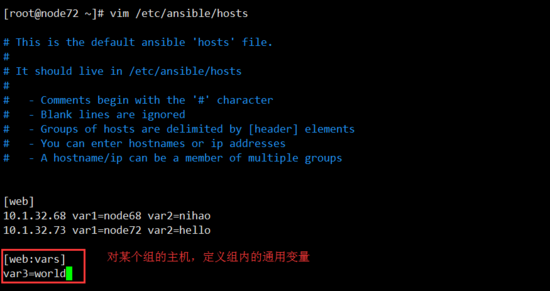 [root@node72 ~]# vim /etc/ansible/hosts
# This is the default ansible 'hosts' file.
#
# It should live in /etc/ansible/hosts
#
#   - Comments begin with the '#' character
#   - Blank lines are ignored
#   - Groups of hosts are delimited by [header] elements
#   - You can enter hostnames or ip addresses
#   - A hostname/ip can be a member of multiple groups
[web]
10.1.32.68 var1=node68 var2=nihao
10.1.32.73 var1=node72 var2=hello
[web:vars] 对某个组的主机，定义组内的通用变量
var3=world